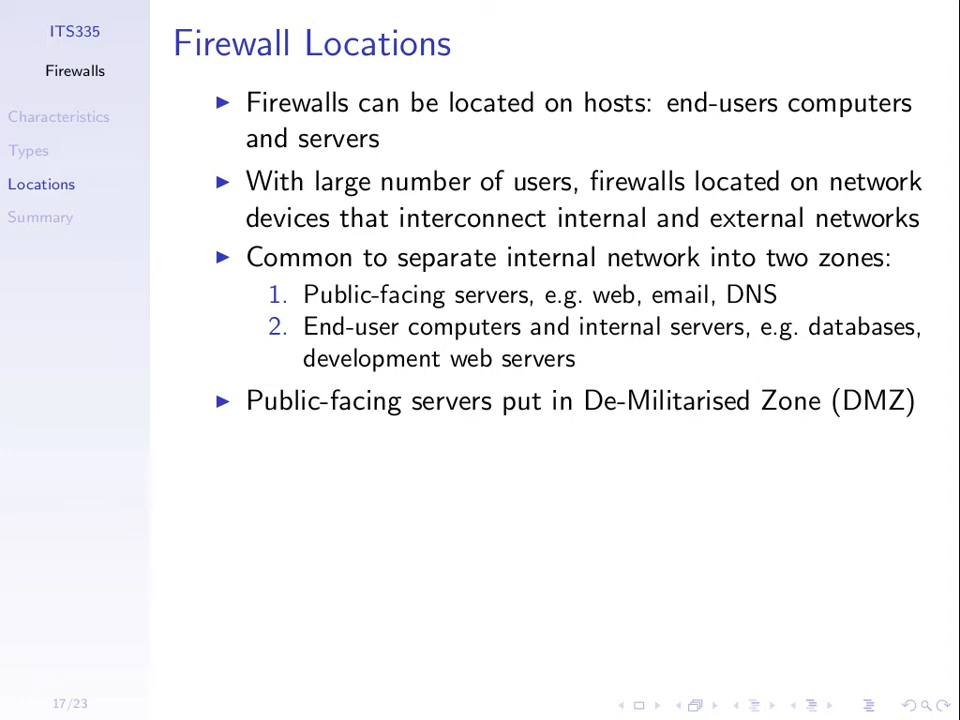 ITS335
Firewalls
Characteristics
Types
Locations
Summary
17/23
Firewall Locations
Firewalls can be located on hosts: end-users computers
and servers
With large number of users, firewalls located on network
devices that interconnect internal and external networks
Common to separate internal network into two zones:
1. Public-facing servers, e.g. web, email, DNS
2. End-user computers and internal servers, e.g. databases,
development web servers
Public-facing servers put in De-Militarised Zone (DMZ)